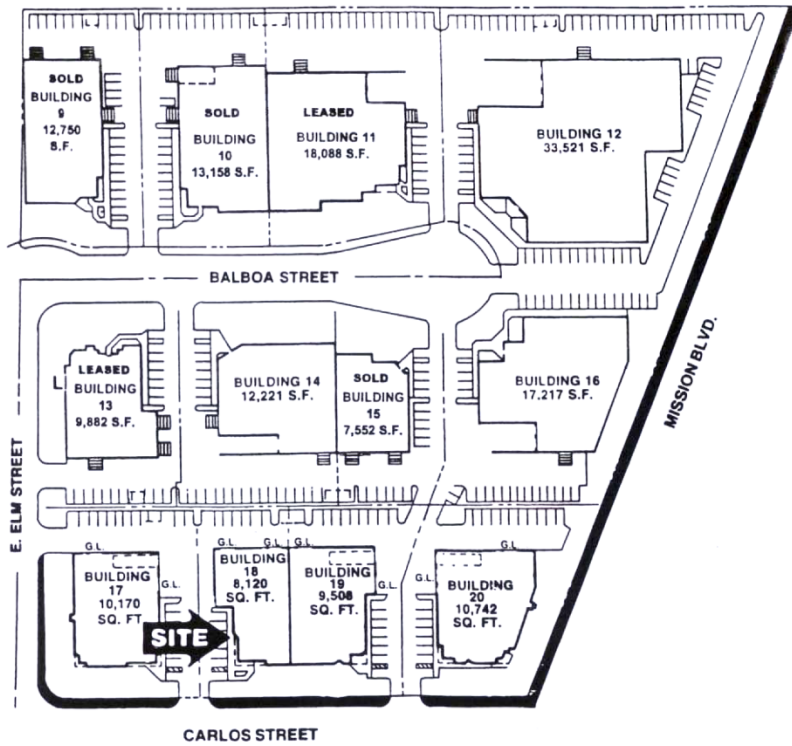 SOLD
BUILDING
9
12,750
S.F.
SOLD
BUILDING
10
13,158 S.F.
LEASED
BUILDING 11
18,088 S.F.
BUILDING 12
33,521 S.F.
BALBOA STREET
MISSION BLVD.
E. ELM STREET
LEASED
BUILDING
13
9,882 S.F.
L
BUILDING 14
12,221 S.F.
SOLD
BUILDING
15
7,552 S.F.
BUILDING 16
17,217 S.F.
G.L.
G.L.
G.L.
G.L.
G.L.
G.L.
G.L.
G.L.
BUILDING
17
10,170
SQ. FT
BUILDING
18
8,120
SQ. FT.
BUILDING
19
9,508
SQ. FT.
BUILDING
20
10,742
SQ. FT.
SITE
CARLOS STREET